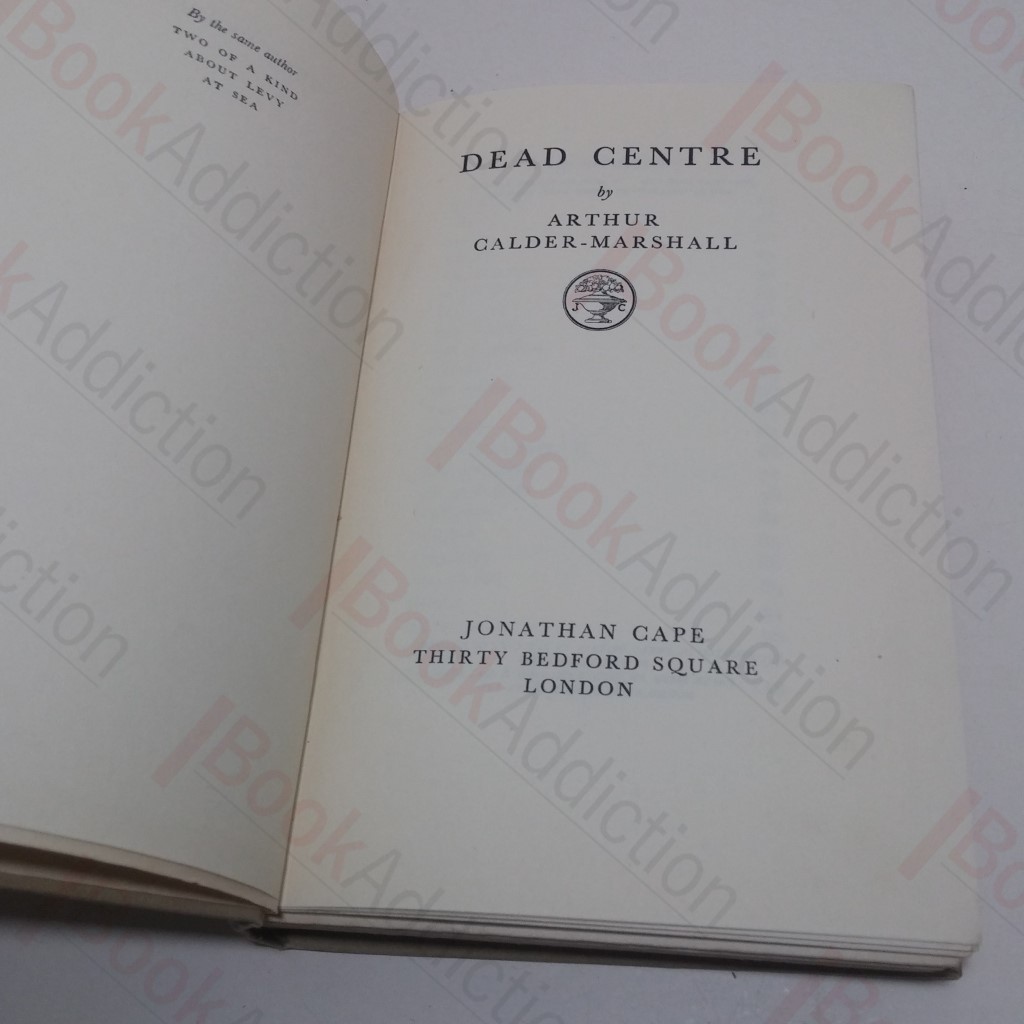 By the same author
TWO OF A KIND
ABOUT LEVY
AT SEA
DEAD CENTRE
by
ARTHUR
CALDER-MARSHALL
J C
JONATHAN CAPE
THIRTY BEDFORD SQUARE
LONDON
BookAddiction